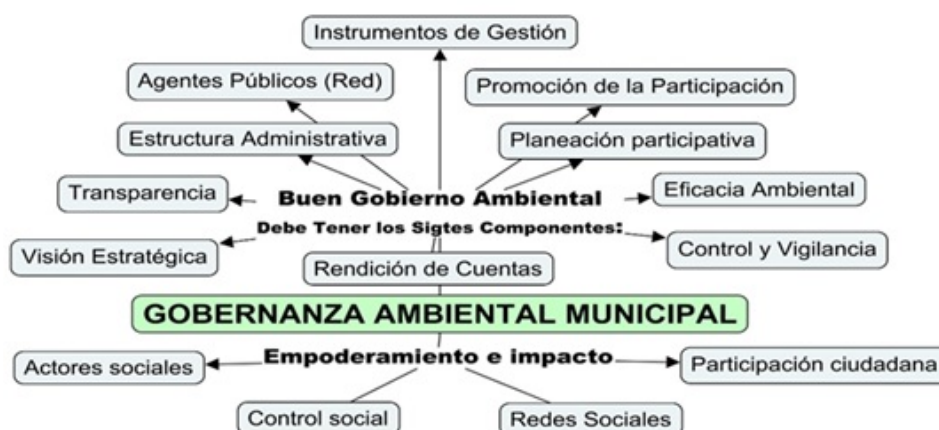 Instrumentos de Gestión
Agentes Públicos (Red)
Promoción de la Participación
Estructura Administrativa
Planeación participativa
Transparencia
Buen Gobierno Ambiental
Eficacia Ambiental
Debe Tener los Sigtes Componentes:
Visión Estratégica
Control y Vigilancia
Rendición de Cuentas
GOBERNANZA AMBIENTAL MUNICIPAL
Actores sociales
Empoderamiento e impacto
Participación ciudadana
Control social
Redes Sociales